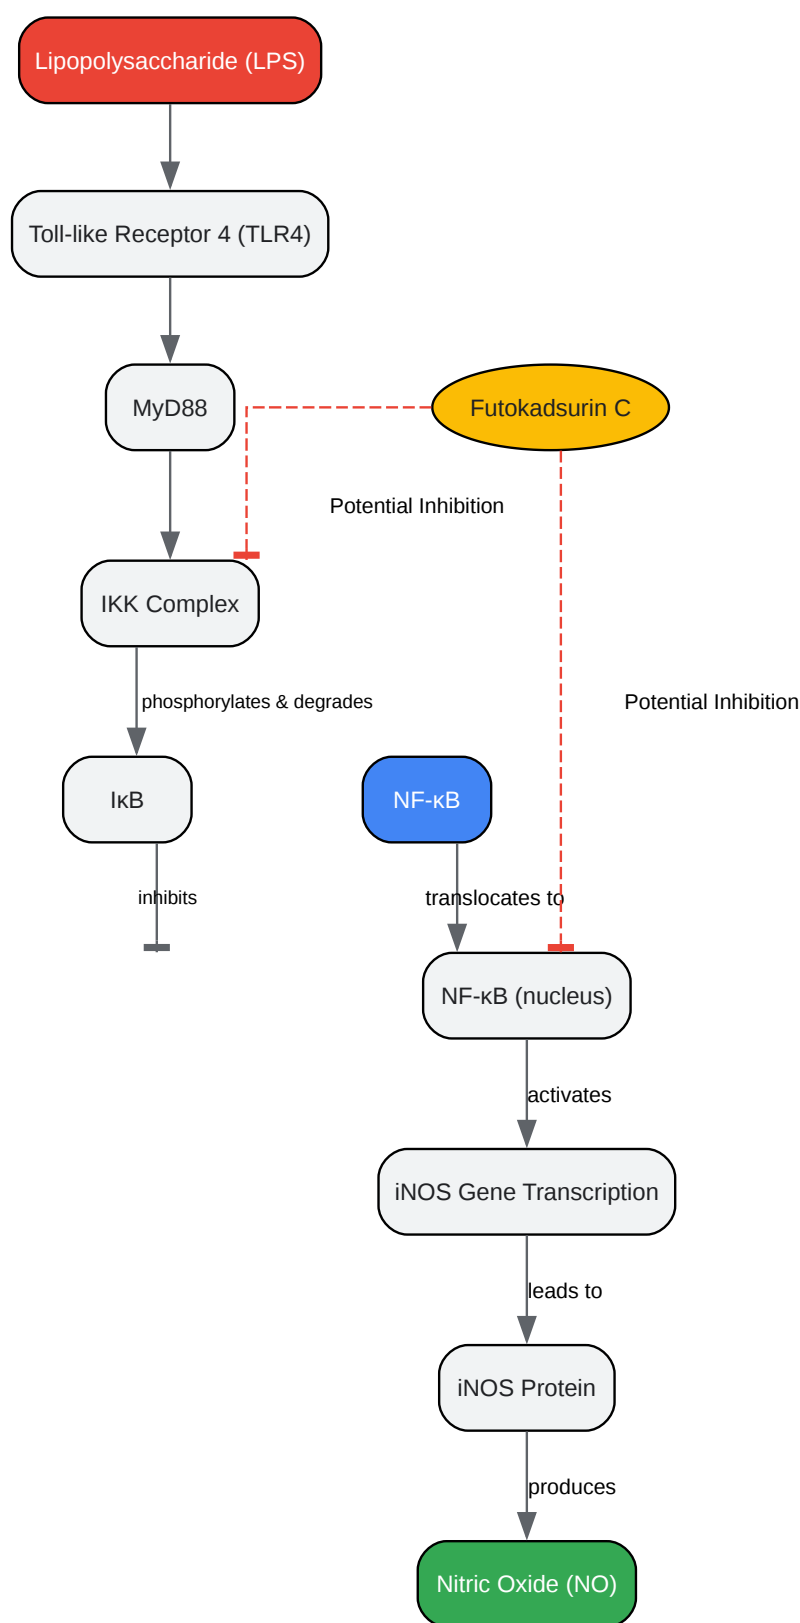 Lipopolysaccharide (LPS)
Toll-like Receptor 4 (TLR4)
MyD88
Futokadsurin C
Potential Inhibition
IKK Complex
phosphorylates & degrades
Potential Inhibition
IκB
NF-κB
inhibits
translocates to
NF-κB (nucleus)
activates
iNOS Gene Transcription
leads to
iNOS Protein
produces
Nitric Oxide (NO)